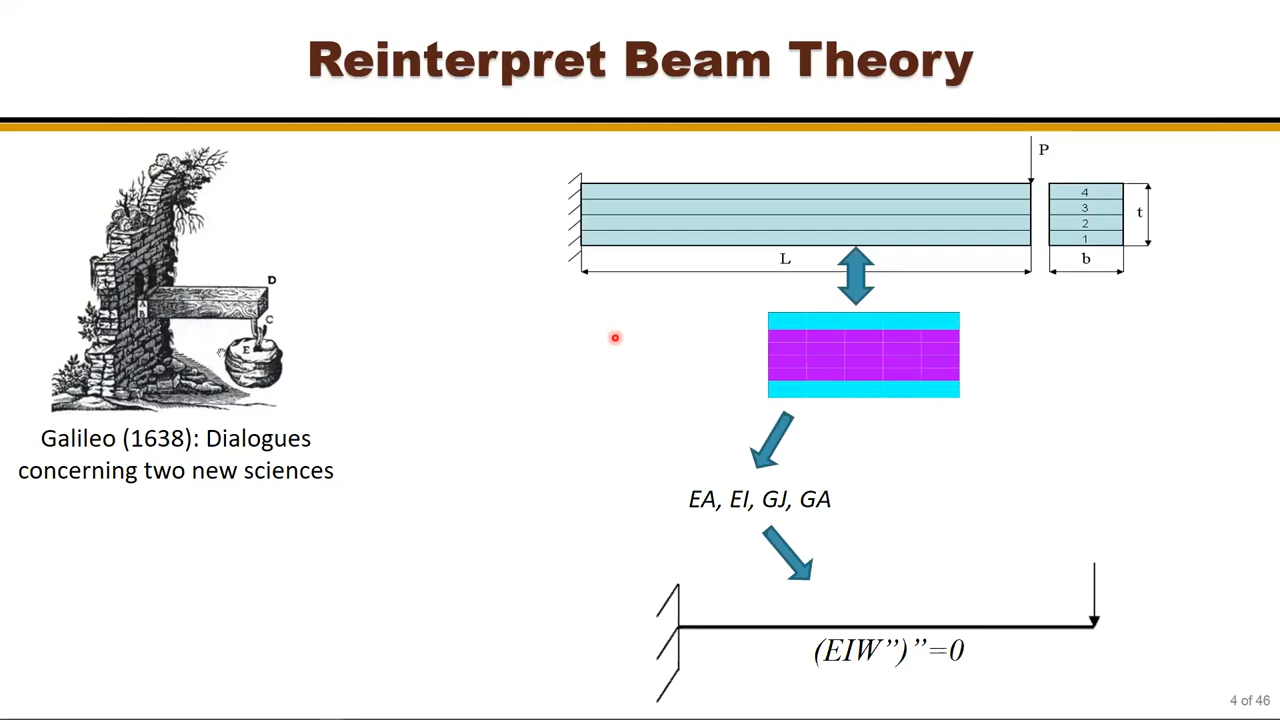 Reinterpret Beam Theory
P
4
3
2
1
t
L
b
D
A
B
C
E
Galileo (1638): Dialogues
concerning two new sciences
EA, EI, GJ, GA
(EIW”)”=0
4 of 46